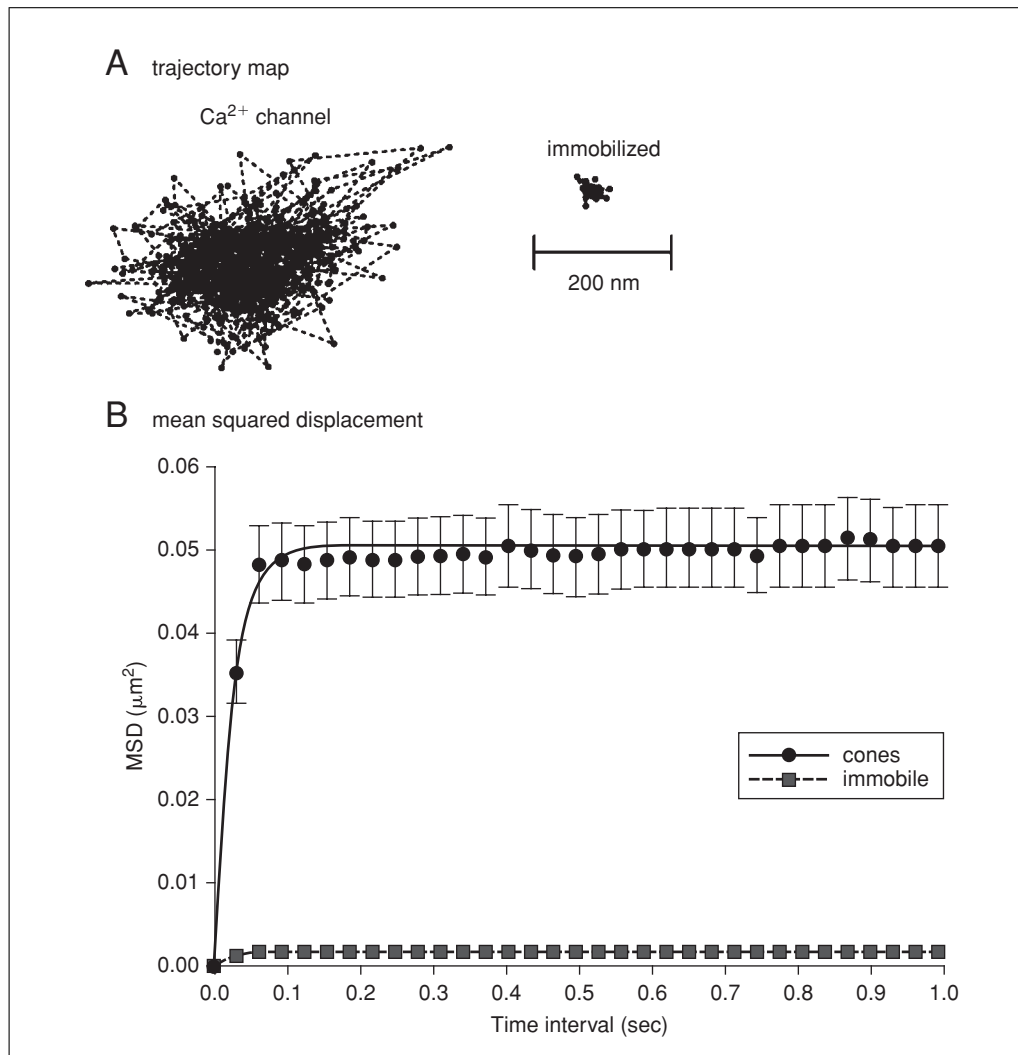 A trajectory map
Ca²⁺ channel
immobilized
200 nm
B mean squared displacement
0.06
0.05
0.04
0.03
0.02
0.01
0.00
MSD (μm²)
cones
immobile
0.0 0.1 0.2 0.3 0.4 0.5 0.6 0.7 0.8 0.9 1.0
Time interval (sec)